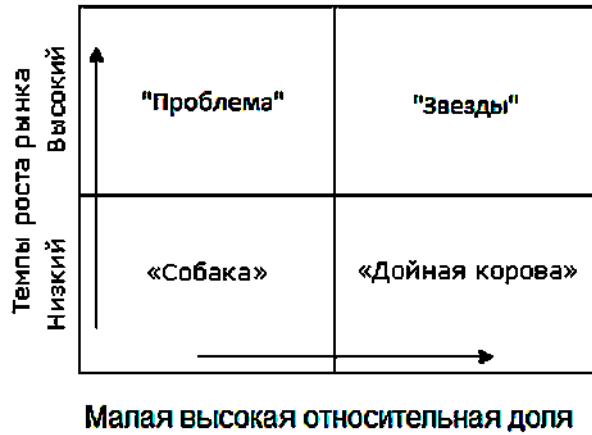 Темпы роста рынка
Высокий
Низкий
"Проблема"
"Звезды"
«Собака»
«Дойная корова»
Малая высокая относительная доля